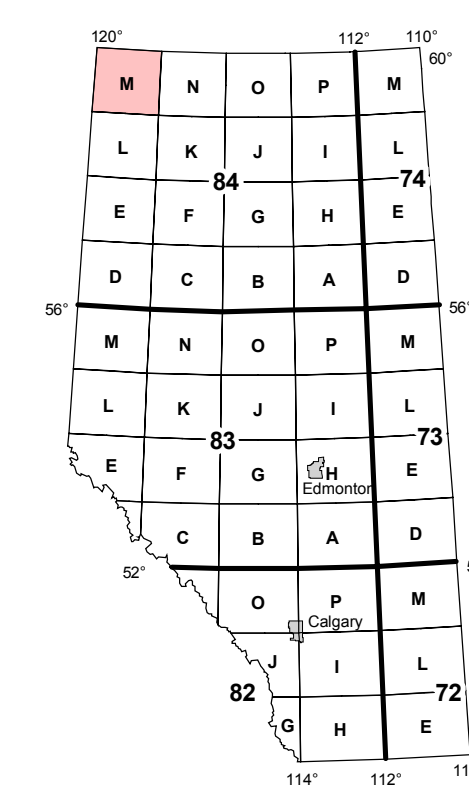 120° 112° 110°
60°
M N O P M
L K J I L
84 74
E F G H E
D C B A D
56° 56°
M N O P M
L K J I L
83 73
E F G H E
Edmonton
C B A D
52°
O P M
Calgary
J I L
82 72
G H E
114° 112°